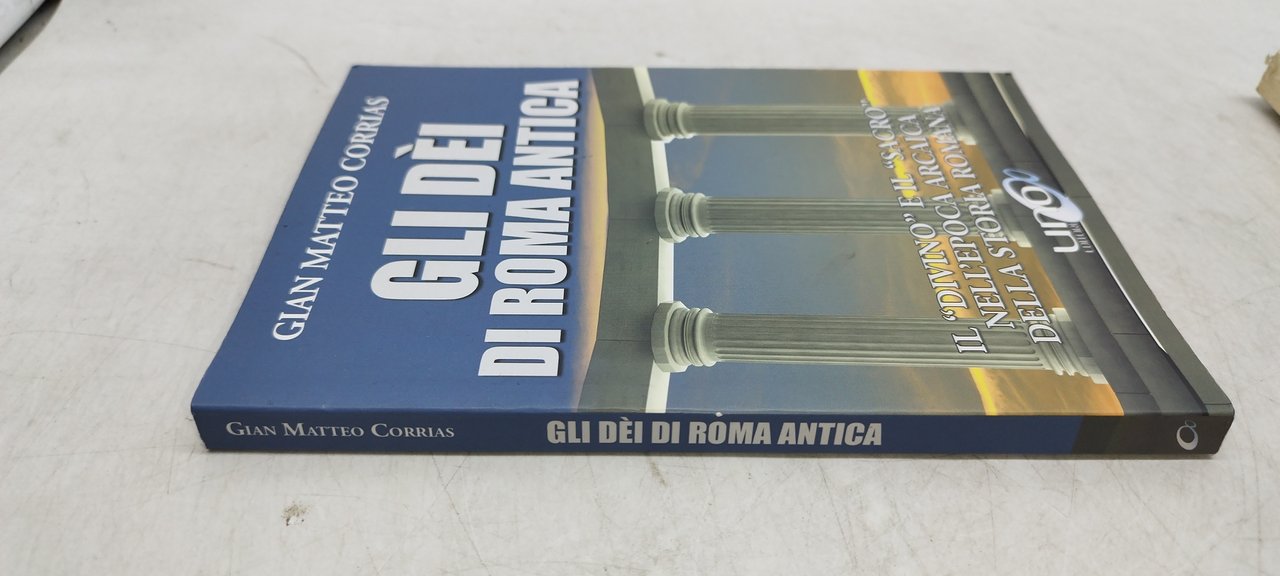 GIAN MATTEO CORRIAS
GLI DÈI
DI ROMA ANTICA
IL “DIVINO” E IL “SACRO”
NELL'EPOCA ARCAICA
DELLA STORIA ROMANA
uno
EDITORI
GIAN MATTEO CORRIAS
GLI DÈI DI ROMA ANTICA